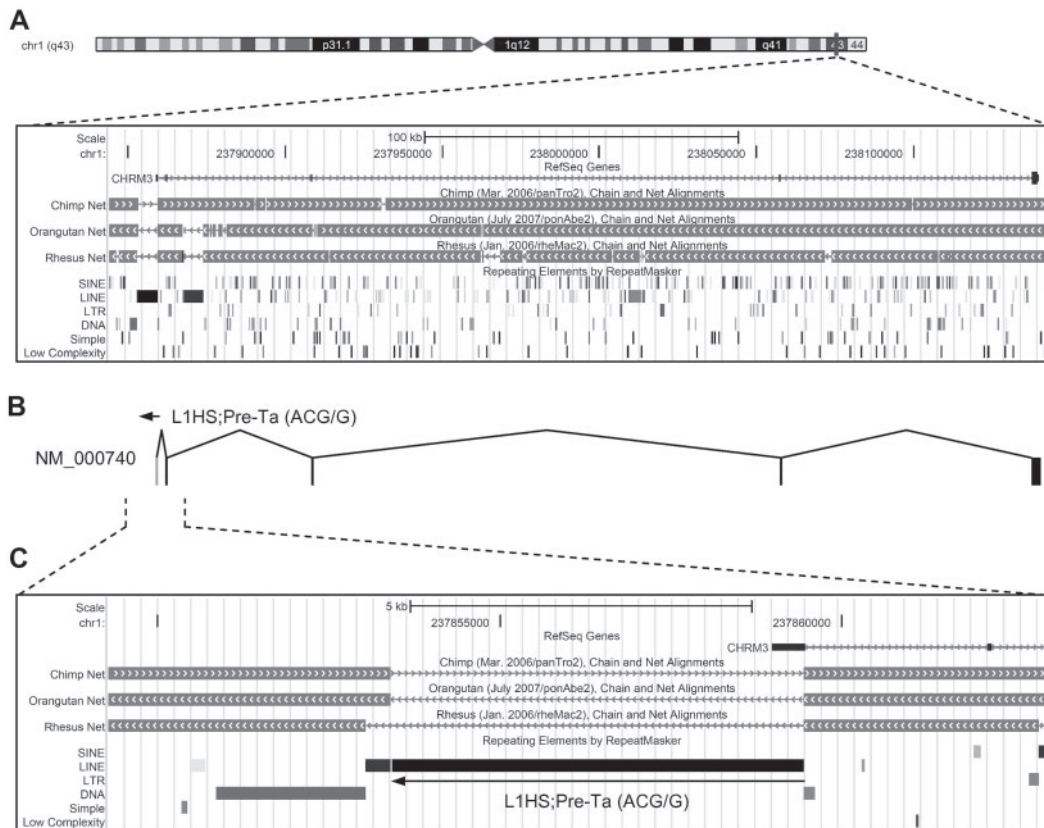 A
chr1 (q43)
p31.1 1q12 q41 43 44
Scale 100 kb
chr1: 237900000 237950000 238000000 238050000 238100000
RefSeq Genes
CHRM3
Chimp (Mar. 2006/panTro2), Chain and Net Alignments
Chimp Net
Orangutan (July 2007/ponAbe2), Chain and Net Alignments
Orangutan Net
Rhesus (Jan. 2006/rheMac2), Chain and Net Alignments
Rhesus Net
Repeating Elements by RepeatMasker
SINE
LINE
LTR
DNA
Simple
Low Complexity
B
L1HS;Pre-Ta (ACG/G)
NM_000740
C
Scale 5 kb
chr1: 237855000 237860000
RefSeq Genes
CHRM3
Chimp (Mar. 2006/panTro2), Chain and Net Alignments
Chimp Net
Orangutan (July 2007/ponAbe2), Chain and Net Alignments
Orangutan Net
Rhesus (Jan. 2006/rheMac2), Chain and Net Alignments
Rhesus Net
Repeating Elements by RepeatMasker
SINE
LINE
LTR
DNA
L1HS;Pre-Ta (ACG/G)
Simple
Low Complexity